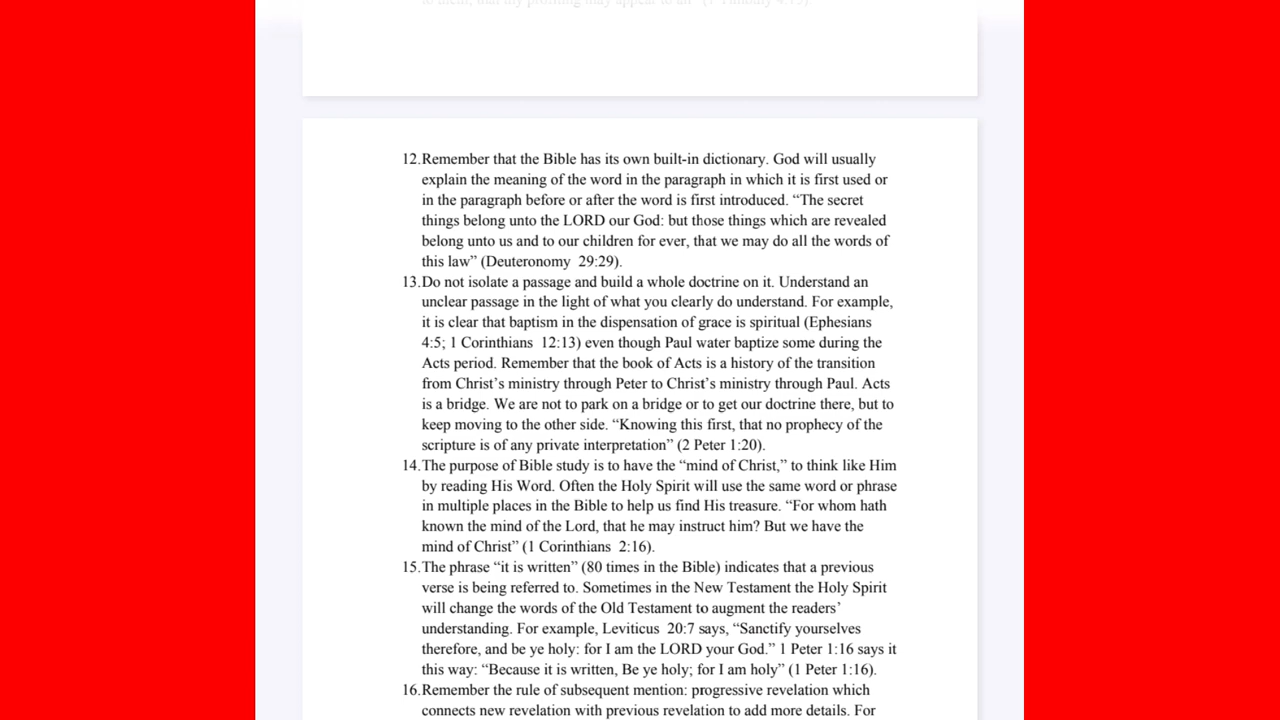 12.Remember that the Bible has its own built-in dictionary. God will usually
explain the meaning of the word in the paragraph in which it is first used or
in the paragraph before or after the word is first introduced. “The secret
things belong unto the LORD our God: but those things which are revealed
belong unto us and to our children for ever, that we may do all the words of
this law” (Deuteronomy 29:29).
13.Do not isolate a passage and build a whole doctrine on it. Understand an
unclear passage in the light of what you clearly do understand. For example,
it is clear that baptism in the dispensation of grace is spiritual (Ephesians
4:5; 1 Corinthians 12:13) even though Paul water baptize some during the
Acts period. Remember that the book of Acts is a history of the transition
from Christ’s ministry through Peter to Christ’s ministry through Paul. Acts
is a bridge. We are not to park on a bridge or to get our doctrine there, but to
keep moving to the other side. “Knowing this first, that no prophecy of the
scripture is of any private interpretation” (2 Peter 1:20).
14.The purpose of Bible study is to have the “mind of Christ,” to think like Him
by reading His Word. Often the Holy Spirit will use the same word or phrase
in multiple places in the Bible to help us find His treasure. “For whom hath
known the mind of the Lord, that he may instruct him? But we have the
mind of Christ” (1 Corinthians 2:16).
15.The phrase “it is written” (80 times in the Bible) indicates that a previous
verse is being referred to. Sometimes in the New Testament the Holy Spirit
will change the words of the Old Testament to augment the readers’
understanding. For example, Leviticus 20:7 says, “Sanctify yourselves
therefore, and be ye holy: for I am the LORD your God.” 1 Peter 1:16 says it
this way: “Because it is written, Be ye holy; for I am holy” (1 Peter 1:16).
16.Remember the rule of subsequent mention: progressive revelation which
connects new revelation with previous revelation to add more details. For